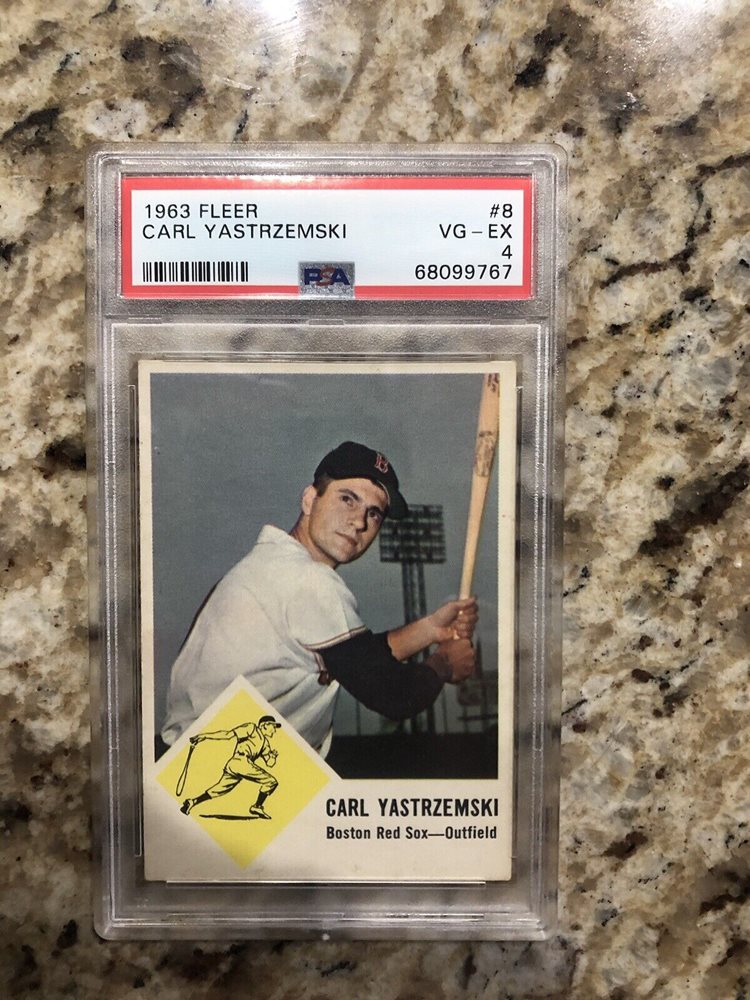 1963 FLEER #8
CARL YASTRZEMSKI VG - EX
4
PSA 68099767
B
CARL YASTRZEMSKI
Boston Red Sox—Outfield